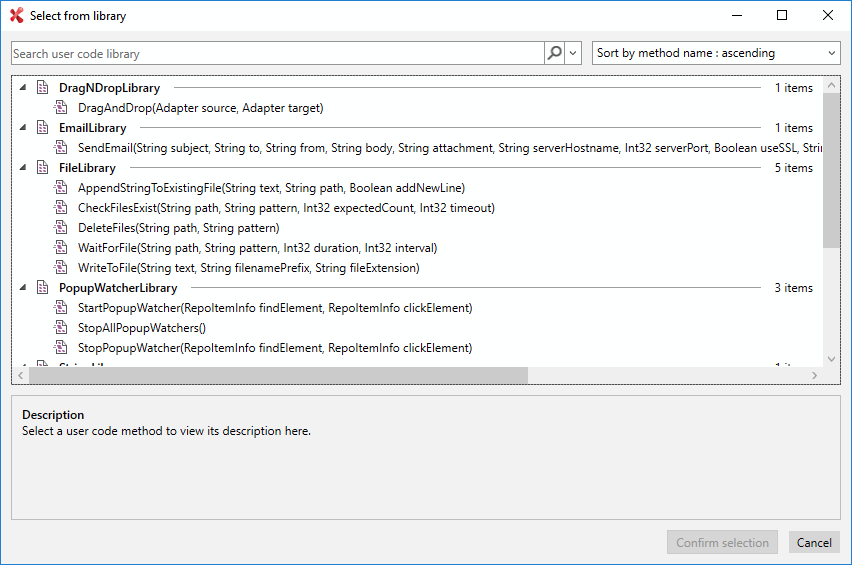 Select from library
Search user code library
Sort by method name : ascending
DragNDropLibrary 1 items
DragAndDrop(Adapter source, Adapter target)
EmailLibrary 1 items
SendEmail(String subject, String to, String from, String body, String attachment, String serverHostname, Int32 serverPort, Boolean useSSL, Strin
FileLibrary 5 items
AppendStringToExistingFile(String text, String path, Boolean addNewLine)
CheckFilesExist(String path, String pattern, Int32 expectedCount, Int32 timeout)
DeleteFiles(String path, String pattern)
WaitForFile(String path, String pattern, Int32 duration, Int32 interval)
WriteToFile(String text, String filenamePrefix, String fileExtension)
PopupWatcherLibrary 3 items
StartPopupWatcher(RepoItemInfo findElement, RepoItemInfo clickElement)
StopAllPopupWatchers()
StopPopupWatcher(RepoItemInfo findElement, RepoItemInfo clickElement)
Description
Select a user code method to view its description here.
Confirm selection
Cancel